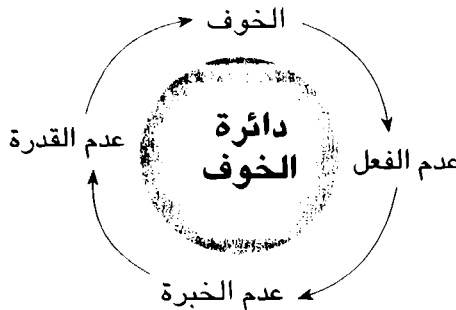 الخوف
دائرة
الخوف
عدم القدرة
عدم الفعل
عدم الخبرة